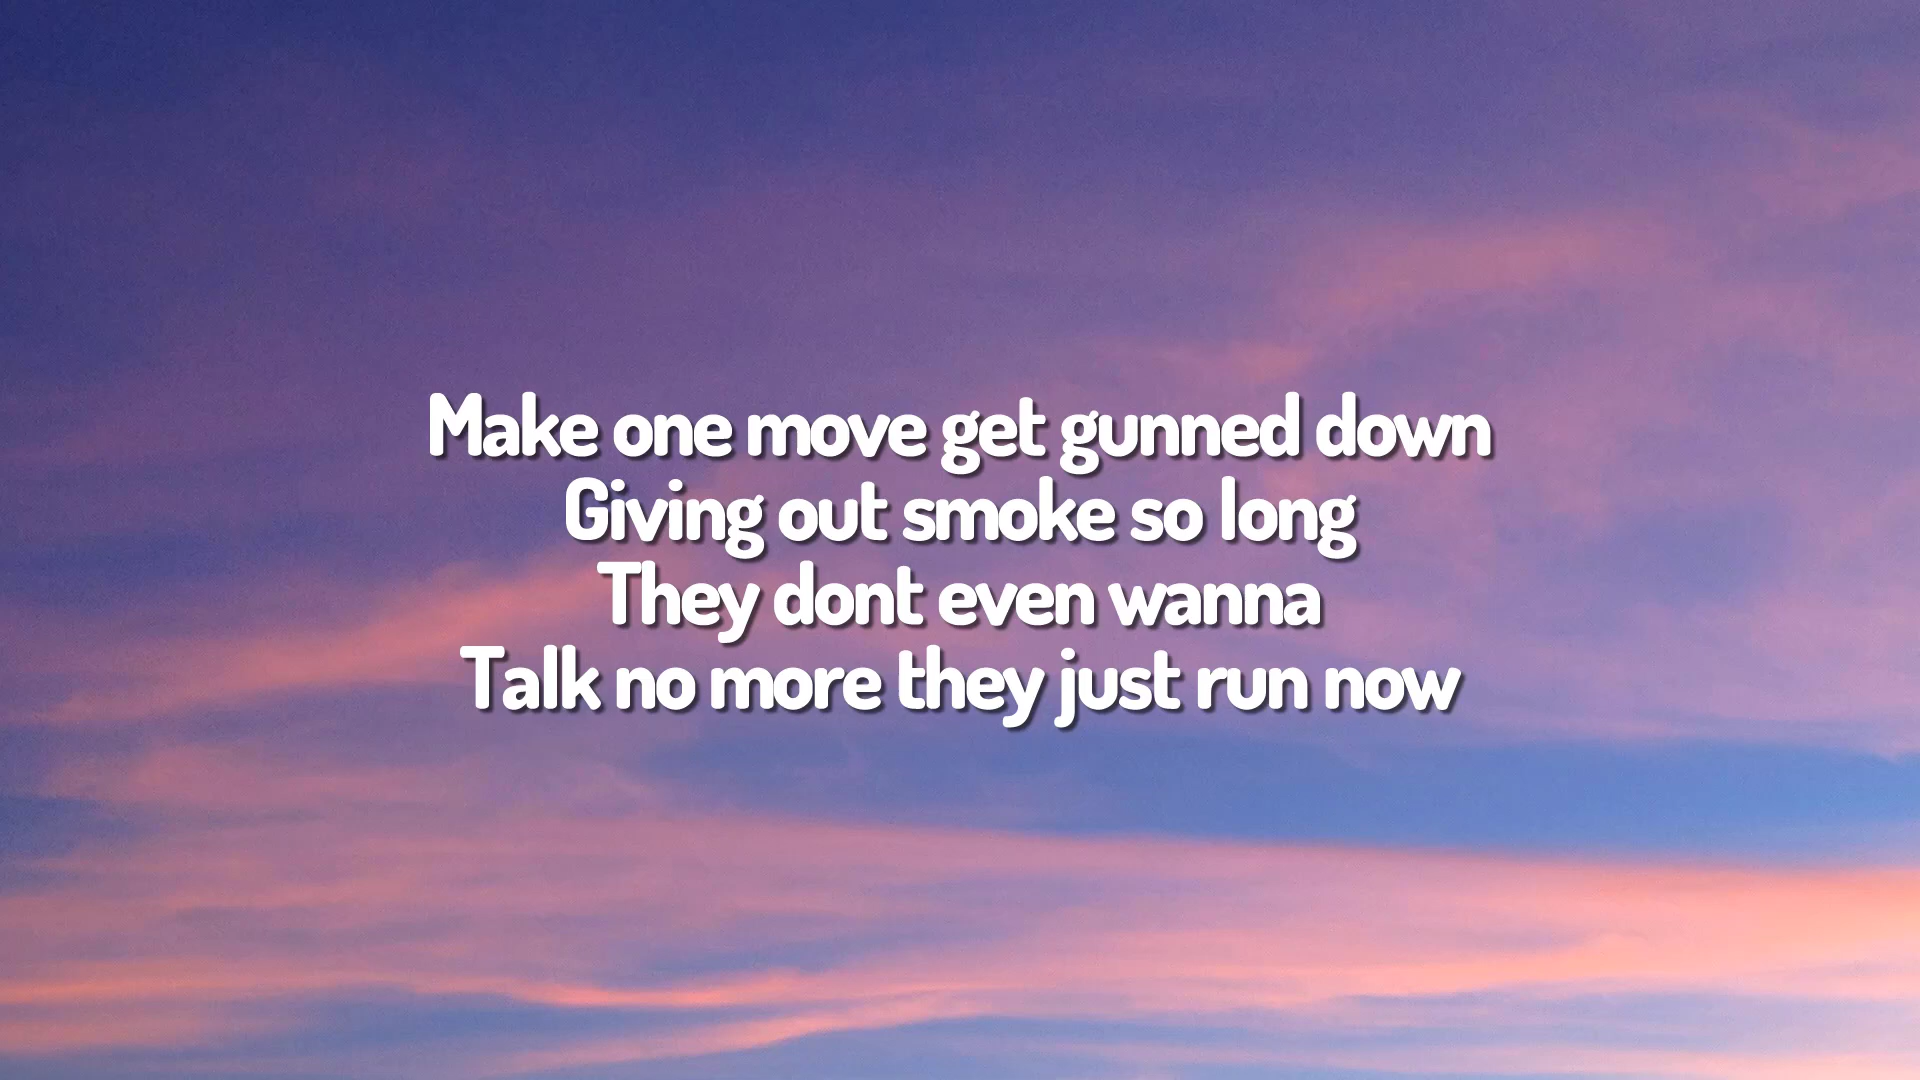 Make one move get gunned down
Giving out smoke so long
They dont even wanna
Talk no more they just run now